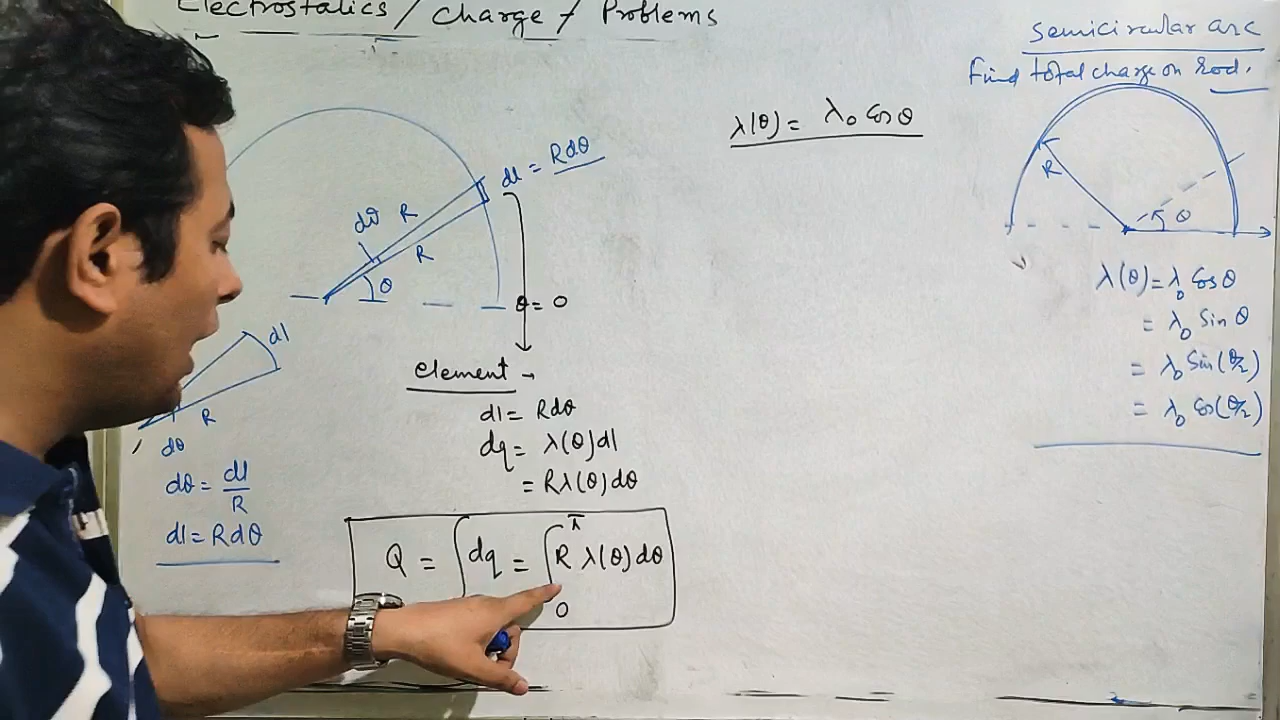 Electrostatics / Charge / Problems
semicircular arc
Find total charge on rod.
λ(θ) = λ₀ Cos θ
dl = Rdθ
dθ R
R
θ
θ = 0
R
θ
dl
R
dθ
dθ = dl/R
dl = Rdθ
element →
dl = Rdθ
dq = λ(θ)dl
= Rλ(θ)dθ
Q = ∫dq = ∫₀^π R λ(θ)dθ
λ(θ) = λ₀ Cos θ
= λ₀ Sin θ
= λ₀ Sin(θ/2)
= λ₀ Cos(θ/2)